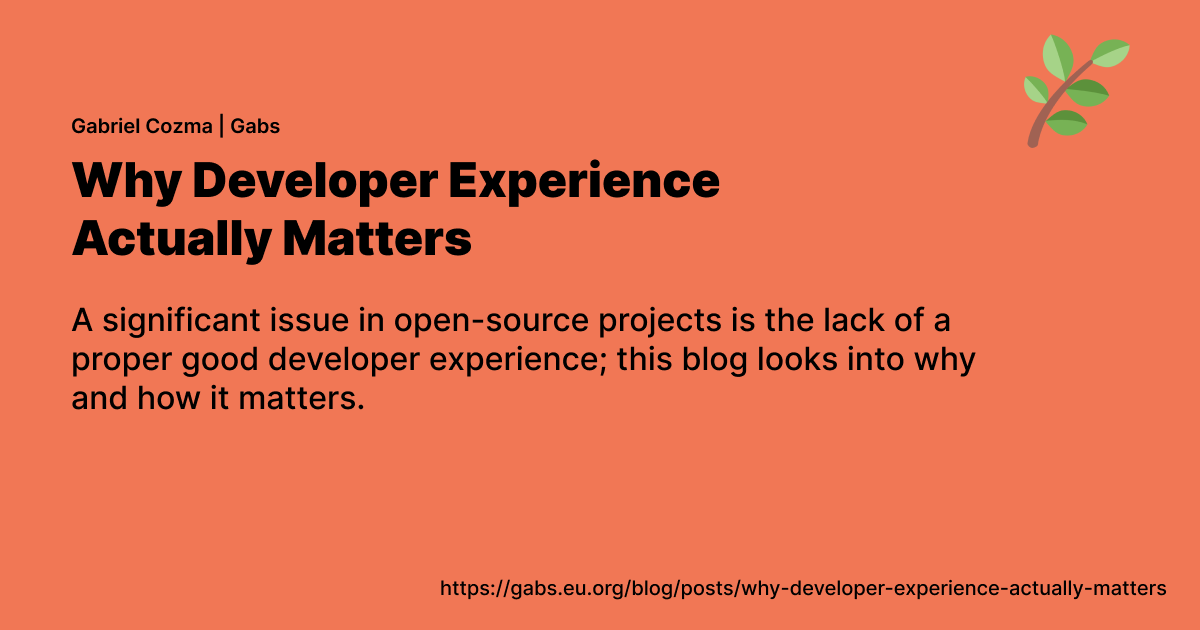 Gabriel Cozma | Gabs
Why Developer Experience
Actually Matters
A significant issue in open-source projects is the lack of a
proper good developer experience; this blog looks into why
and how it matters.
https://gabs.eu.org/blog/posts/why-developer-experience-actually-matters